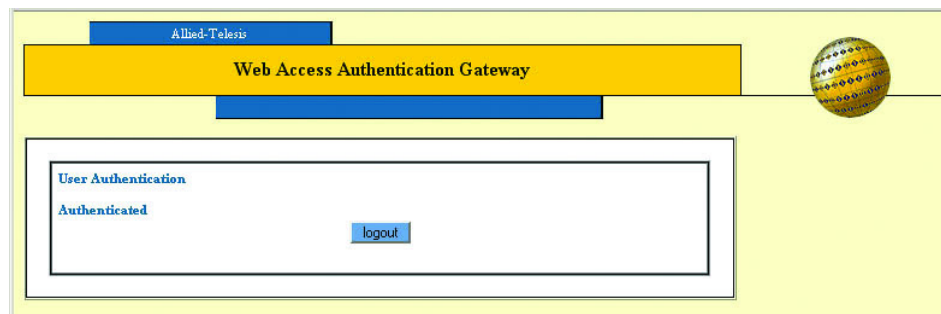 Allied-Telesis
Web Access Authentication Gateway
User Authentication
Authenticated
logout